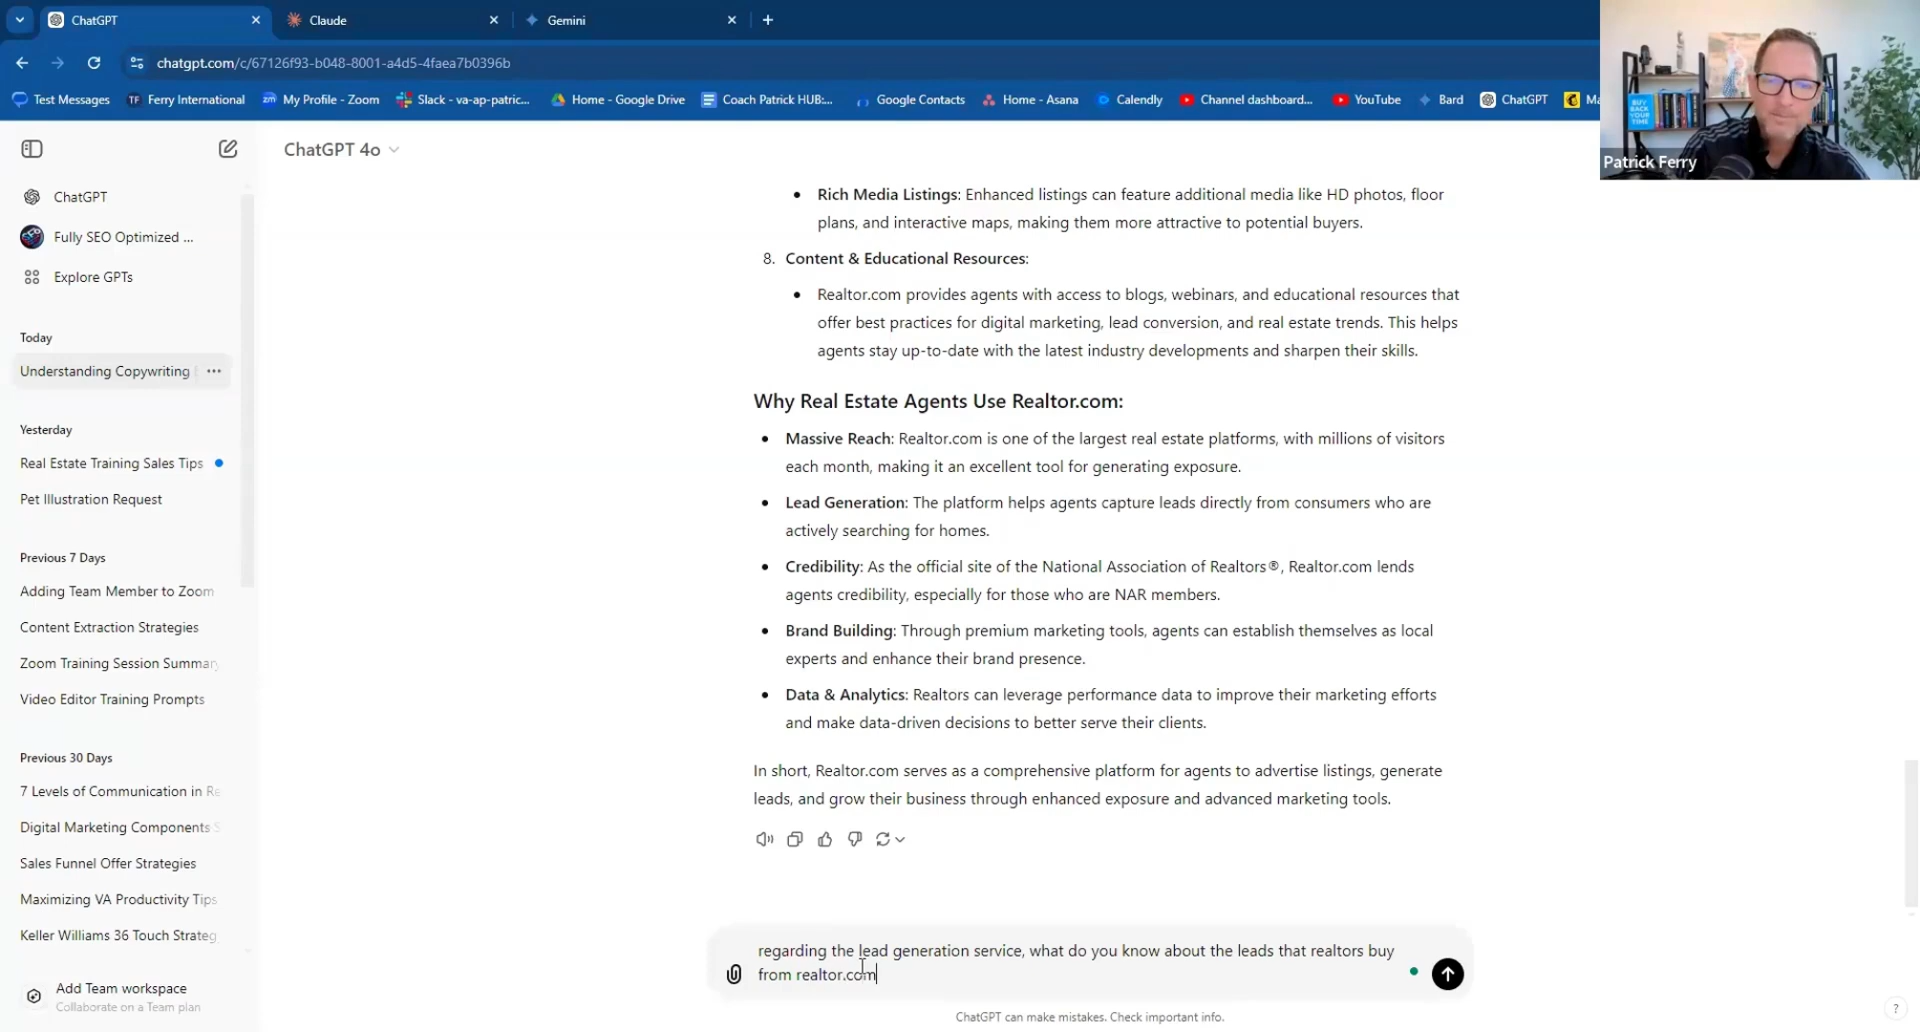 ChatGPT
Claude
Gemini
chatgpt.com/c/67126f93-b048-8001-a4d5-4faea7b0396b
Test Messages
Ferry International
My Profile - Zoom
Slack - va-ap-patric...
Home - Google Drive
Coach Patrick HUB:...
Google Contacts
Home - Asana
Calendly
Channel dashboard...
YouTube
Bard
ChatGPT
Ma
BUY BACK YOUR TIME
Patrick Ferry
ChatGPT 4o
ChatGPT
Fully SEO Optimized ...
Explore GPTs
Today
Understanding Copywriting
Yesterday
Real Estate Training Sales Tips
Pet Illustration Request
Previous 7 Days
Adding Team Member to Zoom
Content Extraction Strategies
Zoom Training Session Summary
Video Editor Training Prompts
Previous 30 Days
7 Levels of Communication in Re
Digital Marketing Components S
Sales Funnel Offer Strategies
Maximizing VA Productivity Tips
Keller Williams 36 Touch Strateg
Add Team workspace
Collaborate on a Team plan
• Rich Media Listings: Enhanced listings can feature additional media like HD photos, floor
plans, and interactive maps, making them more attractive to potential buyers.
8. Content & Educational Resources:
• Realtor.com provides agents with access to blogs, webinars, and educational resources that
offer best practices for digital marketing, lead conversion, and real estate trends. This helps
agents stay up-to-date with the latest industry developments and sharpen their skills.
Why Real Estate Agents Use Realtor.com:
• Massive Reach: Realtor.com is one of the largest real estate platforms, with millions of visitors
each month, making it an excellent tool for generating exposure.
• Lead Generation: The platform helps agents capture leads directly from consumers who are
actively searching for homes.
• Credibility: As the official site of the National Association of Realtors®, Realtor.com lends
agents credibility, especially for those who are NAR members.
• Brand Building: Through premium marketing tools, agents can establish themselves as local
experts and enhance their brand presence.
• Data & Analytics: Realtors can leverage performance data to improve their marketing efforts
and make data-driven decisions to better serve their clients.
In short, Realtor.com serves as a comprehensive platform for agents to advertise listings, generate
leads, and grow their business through enhanced exposure and advanced marketing tools.
regarding the lead generation service, what do you know about the leads that realtors buy
from realtor.com
ChatGPT can make mistakes. Check important info.
?